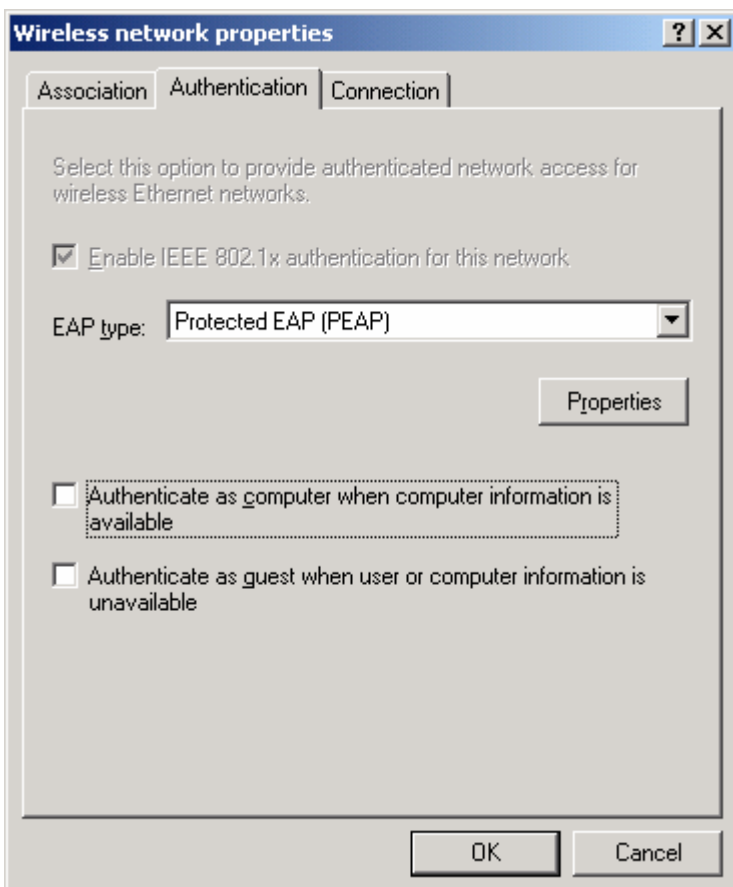 Wireless network properties
Association Authentication Connection
Select this option to provide authenticated network access for
wireless Ethernet networks.
Enable IEEE 802.1x authentication for this network
EAP type: Protected EAP (PEAP)
Properties
Authenticate as computer when computer information is
available
Authenticate as guest when user or computer information is
unavailable
OK Cancel